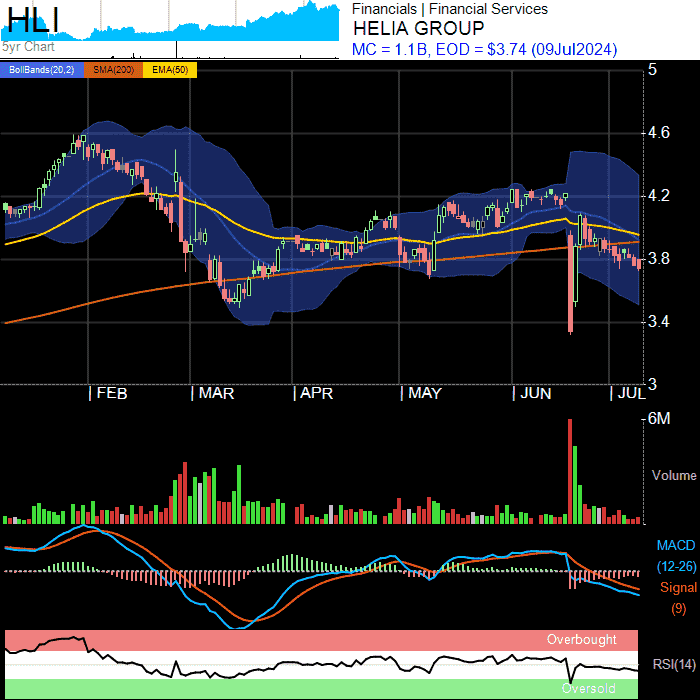 HLI
5yr Chart
Financials | Financial Services
HELIA GROUP
MC = 1.1B, EOD = $3.74 (09Jul2024)
BollBands(20,2) SMA(200) EMA(50)
5
4.6
4.2
3.8
3.4
3
| FEB | MAR | APR | MAY | JUN | JUL
6M
Volume
MACD
(12-26)
Signal
(9)
Overbought
RSI(14)
Oversold